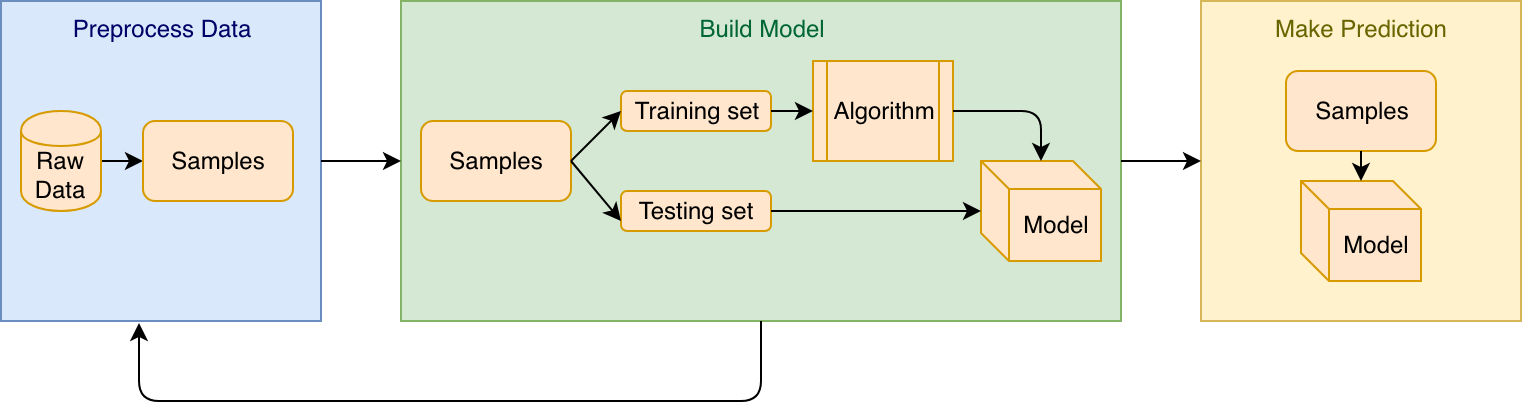 Preprocess Data
Raw
Data
Samples
Build Model
Samples
Training set
Testing set
Algorithm
Model
Make Prediction
Samples
Model